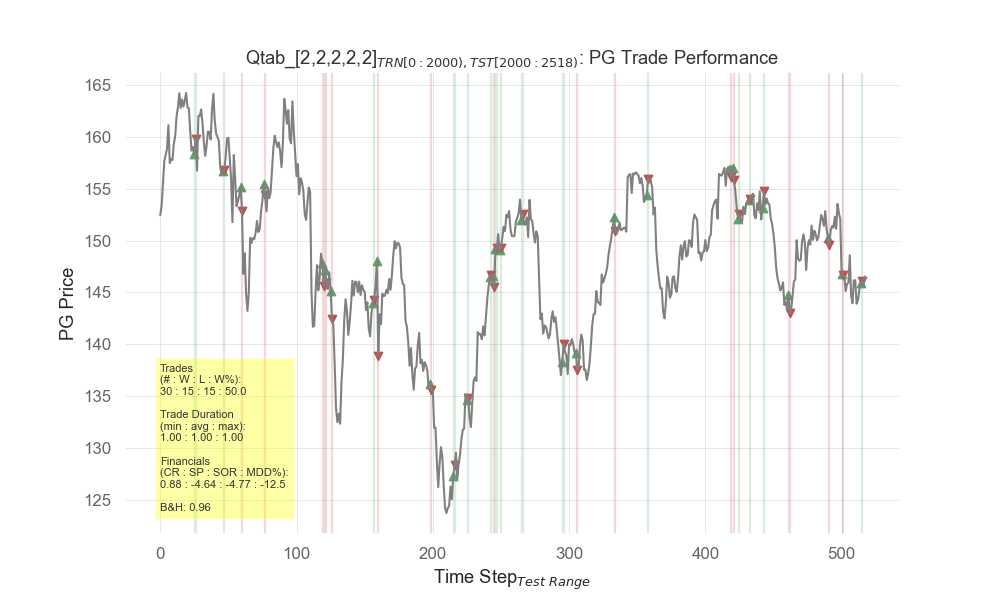 Qtab_[2,2,2,2,2]TRN[0:2000),TST[2000:2518): PG Trade Performance
165
160
155
150
145
140
135
130
125
PG Price
Trades
(# : W : L : W%):
30 : 15 : 15 : 50.0
Trade Duration
(min : avg : max):
1.00 : 1.00 : 1.00
Financials
(CR : SP : SOR : MDD%):
0.88 : -4.64 : -4.77 : -12.5
B&H: 0.96
0 100 200 300 400 500
Time StepTest Range